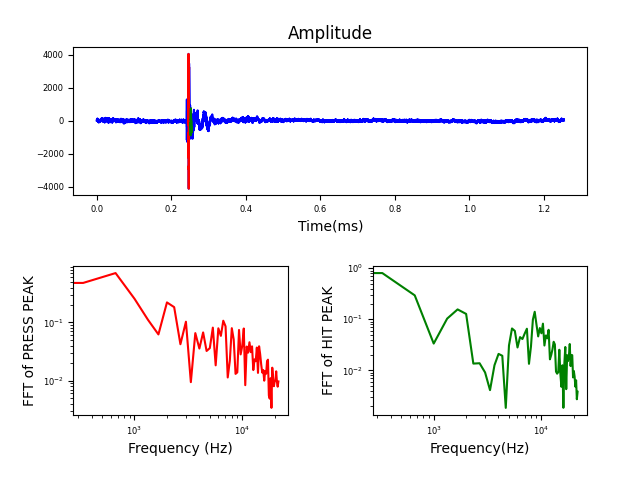 Amplitude
4000
2000
0
−2000
−4000
0.0 0.2 0.4 0.6 0.8 1.0 1.2
Time(ms)
FFT of PRESS PEAK
10⁻¹
10⁻²
10³ 10⁴
Frequency (Hz)
FFT of HIT PEAK
10⁰
10⁻¹
10⁻²
10³ 10⁴
Frequency(Hz)